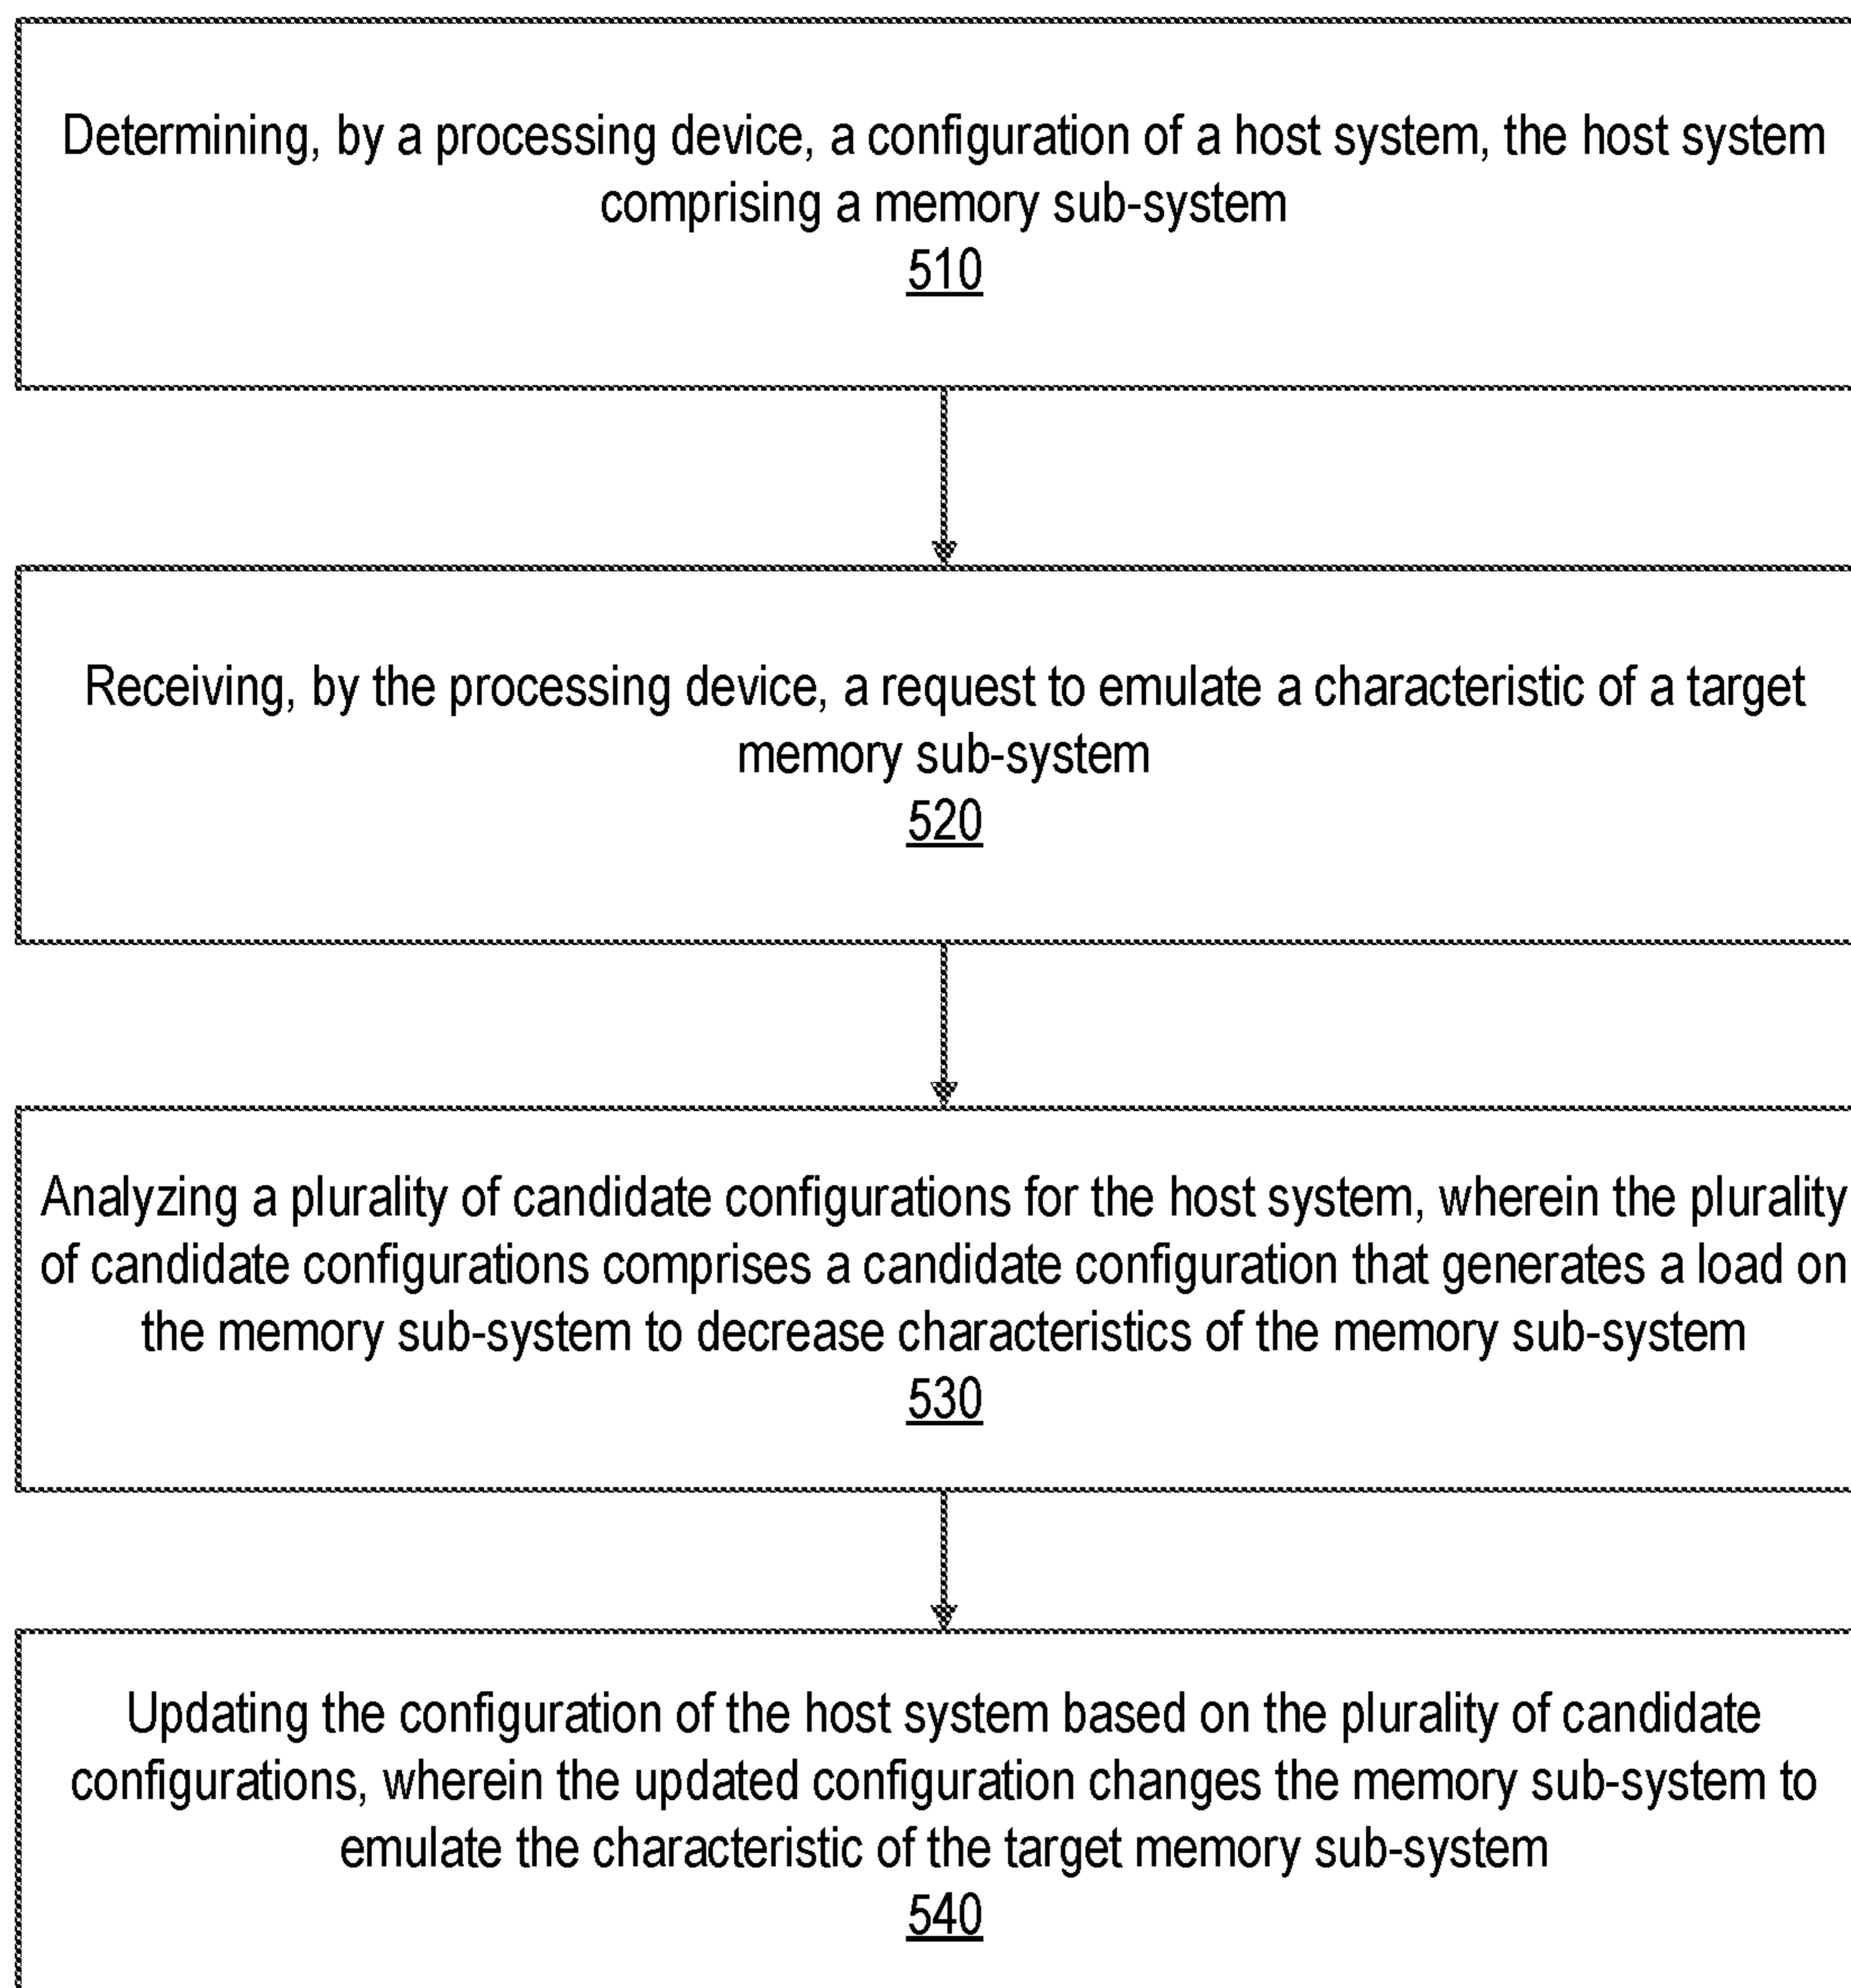 Determining, by a processing device, a configuration of a host system, the host system
comprising a memory sub-system
510
Receiving, by the processing device, a request to emulate a characteristic of a target
memory sub-system
520
Analyzing a plurality of candidate configurations for the host system, wherein the plurality
of candidate configurations comprises a candidate configuration that generates a load on
the memory sub-system to decrease characteristics of the memory sub-system
530
Updating the configuration of the host system based on the plurality of candidate
configurations, wherein the updated configuration changes the memory sub-system to
emulate the characteristic of the target memory sub-system
540